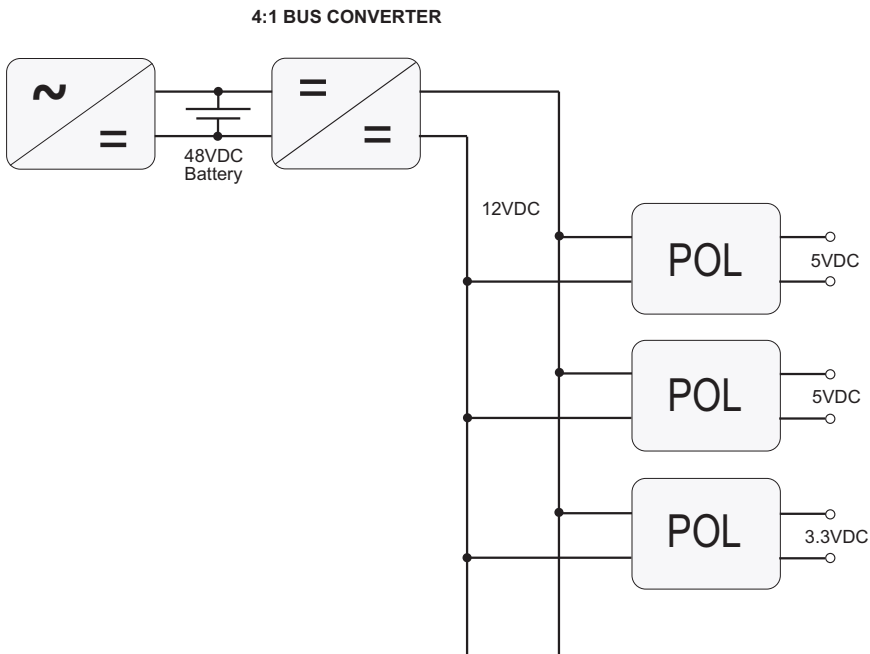 4:1 BUS CONVERTER
~
=
=
=
48VDC
Battery
12VDC
POL
5VDC
POL
5VDC
POL
3.3VDC